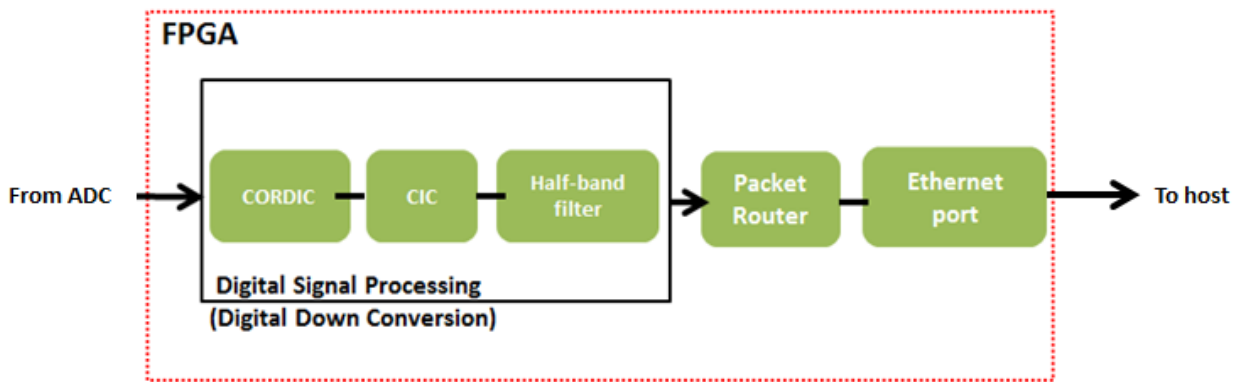 FPGA
From ADC
CORDIC
CIC
Half-band
filter
Packet
Router
Ethernet
port
To host
Digital Signal Processing
(Digital Down Conversion)